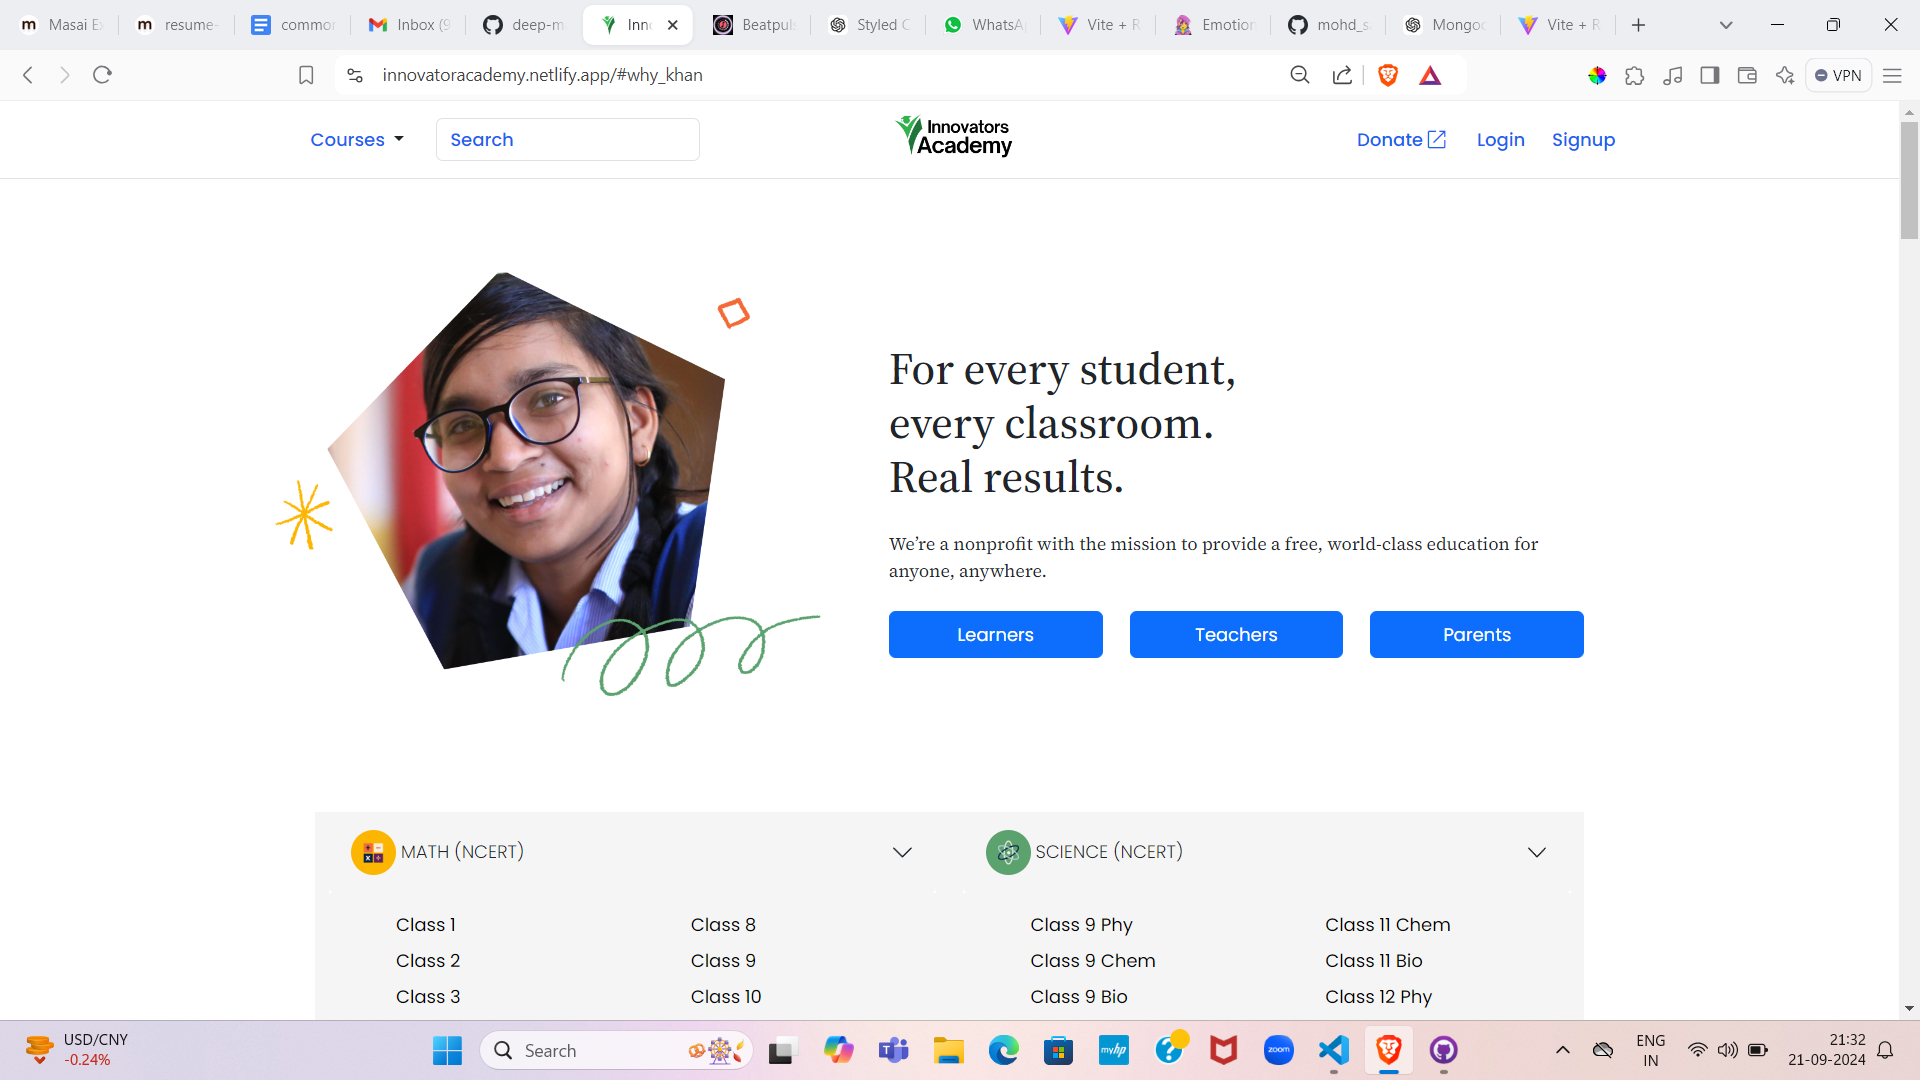 Masai E
resume-
commor
Inbox (9
deep-m
Inn
Beatpul
Styled C
WhatsA
Vite + R
Emotion
mohd_s
Mongo
Vite + R
innovatoracademy.netlify.app/#why_khan
VPN
Courses
Search
Innovators
Academy
Donate
Login
Signup
For every student,
every classroom.
Real results.
We’re a nonprofit with the mission to provide a free, world-class education for
anyone, anywhere.
Learners
Teachers
Parents
MATH (NCERT)
SCIENCE (NCERT)
Class 1
Class 8
Class 9 Phy
Class 11 Chem
Class 2
Class 9
Class 9 Chem
Class 11 Bio
Class 3
Class 10
Class 9 Bio
Class 12 Phy
USD/CNY
-0.24%
Search
myhp
zoom
ENG
IN
21:32
21-09-2024